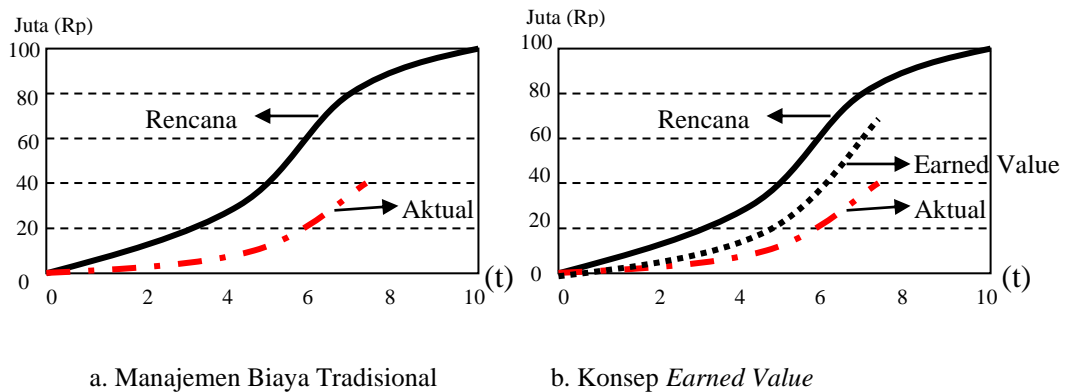 Juta (Rp)
100
80
60
40
20
0
Rencana
Aktual
0 2 4 6 8 10 (t)
a. Manajemen Biaya Tradisional
Juta (Rp)
100
80
60
40
20
0
Rencana
Earned Value
Aktual
0 2 4 6 8 10 (t)
b. Konsep Earned Value